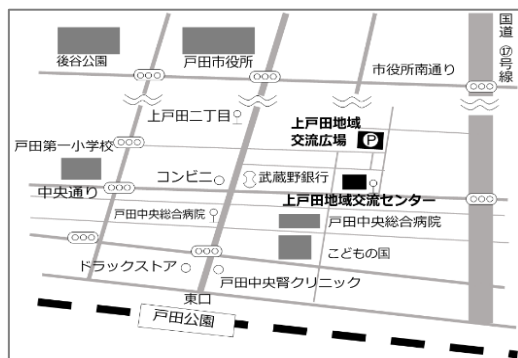 後谷公園
戸田市役所
国道⑰号線
市役所南通り
上戸田二丁目
上戸田地域
交流広場
P
戸田第一小学校
コンビニ
武蔵野銀行
中央通り
上戸田地域交流センター
戸田中央総合病院
戸田中央総合病院
こどもの国
ドラックストア
戸田中央腎クリニック
東口
戸田公園